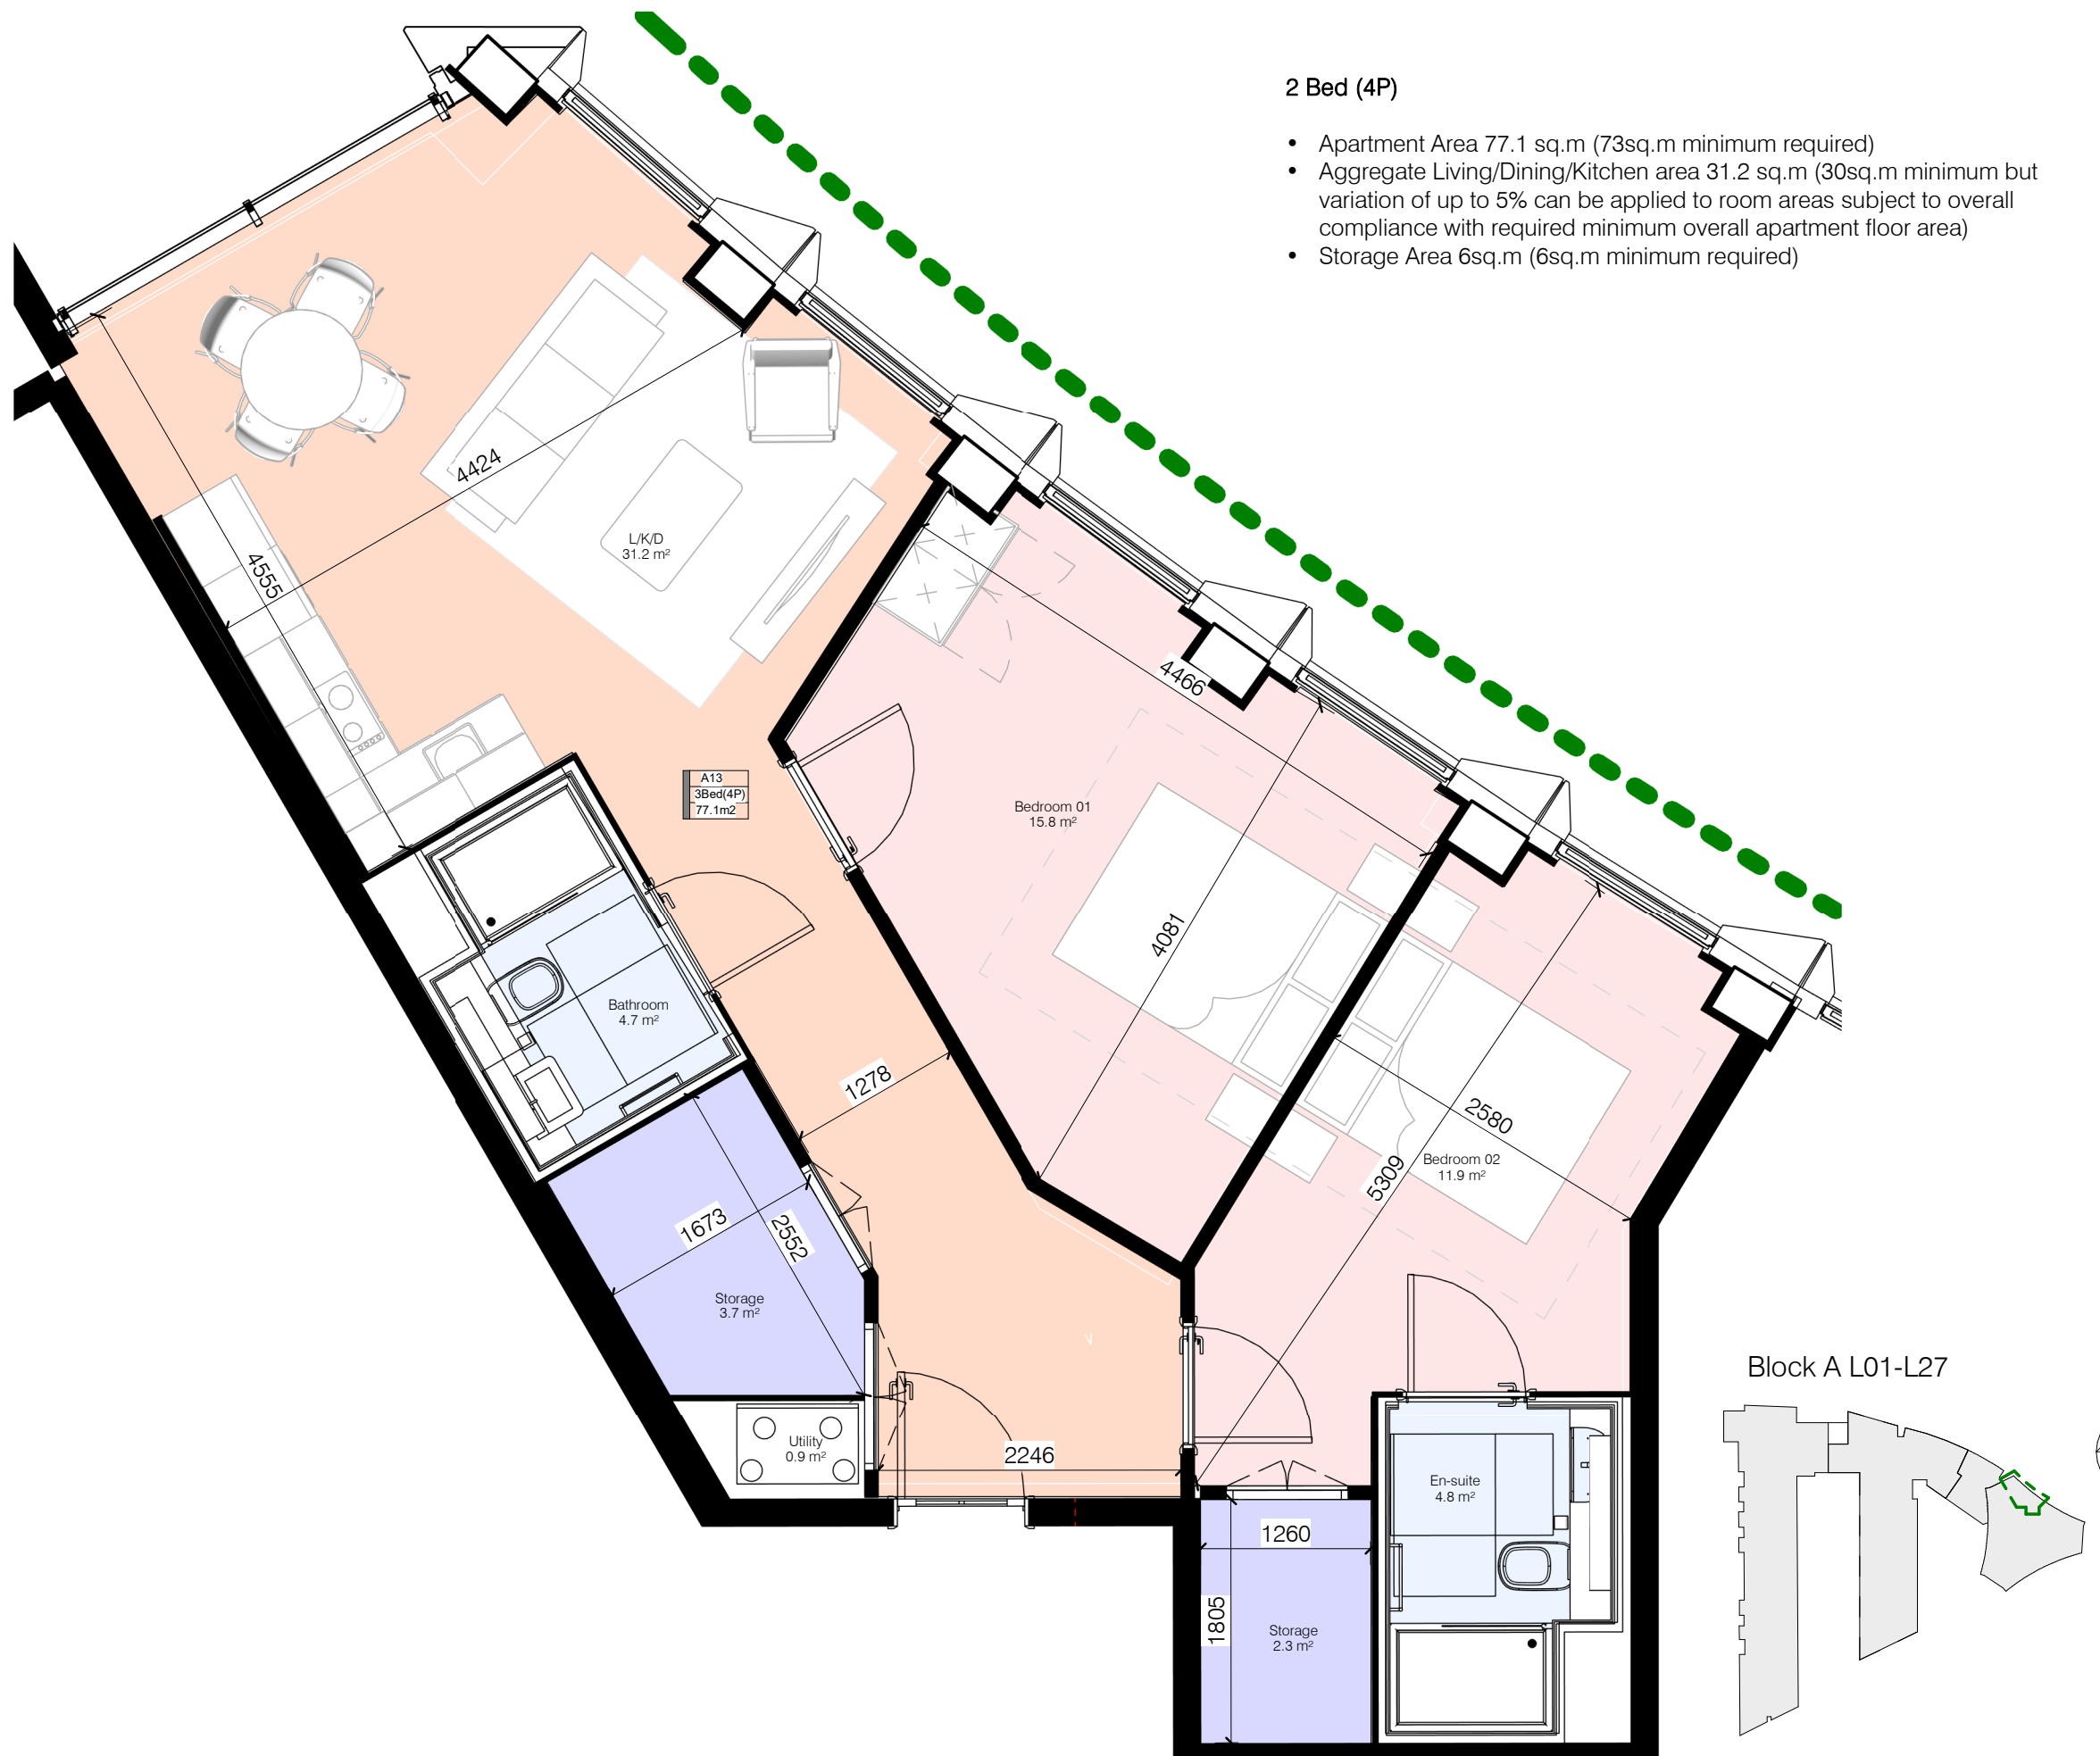 2 Bed (4P)
• Apartment Area 77.1 sq.m (73sq.m minimum required)
• Aggregate Living/Dining/Kitchen area 31.2 sq.m (30sq.m minimum but
variation of up to 5% can be applied to room areas subject to overall
compliance with required minimum overall apartment floor area)
• Storage Area 6sq.m (6sq.m minimum required)
4424
4555
L/K/D
31.2 m²
4466
A13
3Bed(4P)
77.1m2
Bedroom 01
15.8 m²
4081
Bathroom
4.7 m²
1278
2580
5309
Bedroom 02
11.9 m²
1673
2552
Storage
3.7 m²
Block A L01-L27
Utility
0.9 m²
2246
En-suite
4.8 m²
1260
1805
Storage
2.3 m²